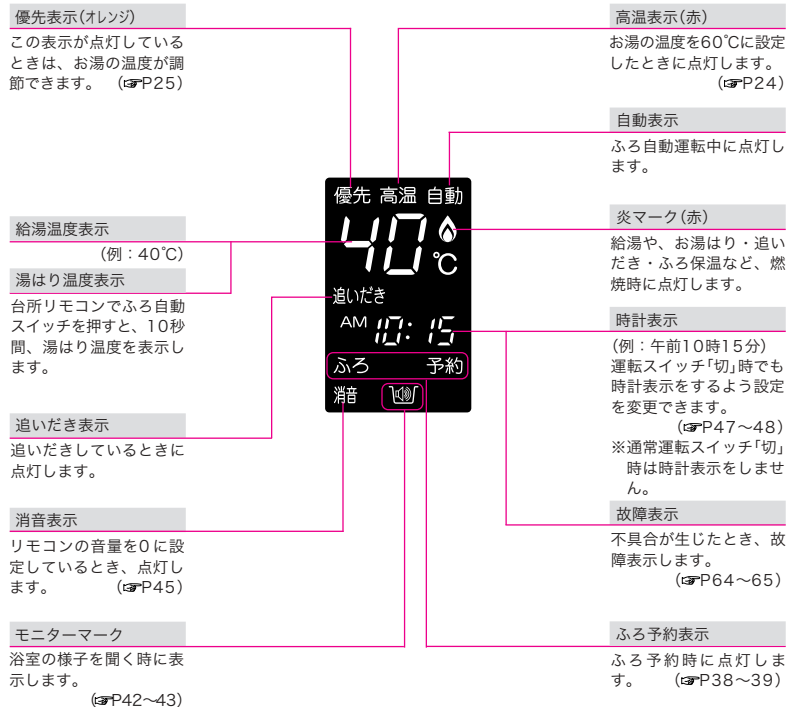 優先表示(オレンジ)
この表示が点灯している
ときは、お湯の温度が調
節できます。 (☞P25)
給湯温度表示
(例：40℃)
湯はり温度表示
台所リモコンでふろ自動
スイッチを押すと、10秒
間、湯はり温度を表示し
ます。
追いだき表示
追いだきしているときに
点灯します。
消音表示
リモコンの音量を0に設
定しているとき、点灯し
ます。 (☞P45)
モニターマーク
浴室の様子を聞く時に表
示します。
(☞P42〜43)
優先 高温 自動
40℃
追いだき
AM 10:15
ふろ 予約
消音
高温表示(赤)
お湯の温度を60℃に設定
したときに点灯します。
(☞P24)
自動表示
ふろ自動運転中に点灯し
ます。
炎マーク(赤)
給湯や、お湯はり・追い
だき・ふろ保温など、燃
焼時に点灯します。
時計表示
(例：午前10時15分)
運転スイッチ「切」時でも
時計表示をするよう設定
を変更できます。
(☞P47〜48)
※通常運転スイッチ「切」
時は時計表示をしませ
ん。
故障表示
不具合が生じたとき、故
障表示します。
(☞P64〜65)
ふろ予約表示
ふろ予約時に点灯しま
す。 (☞P38〜39)